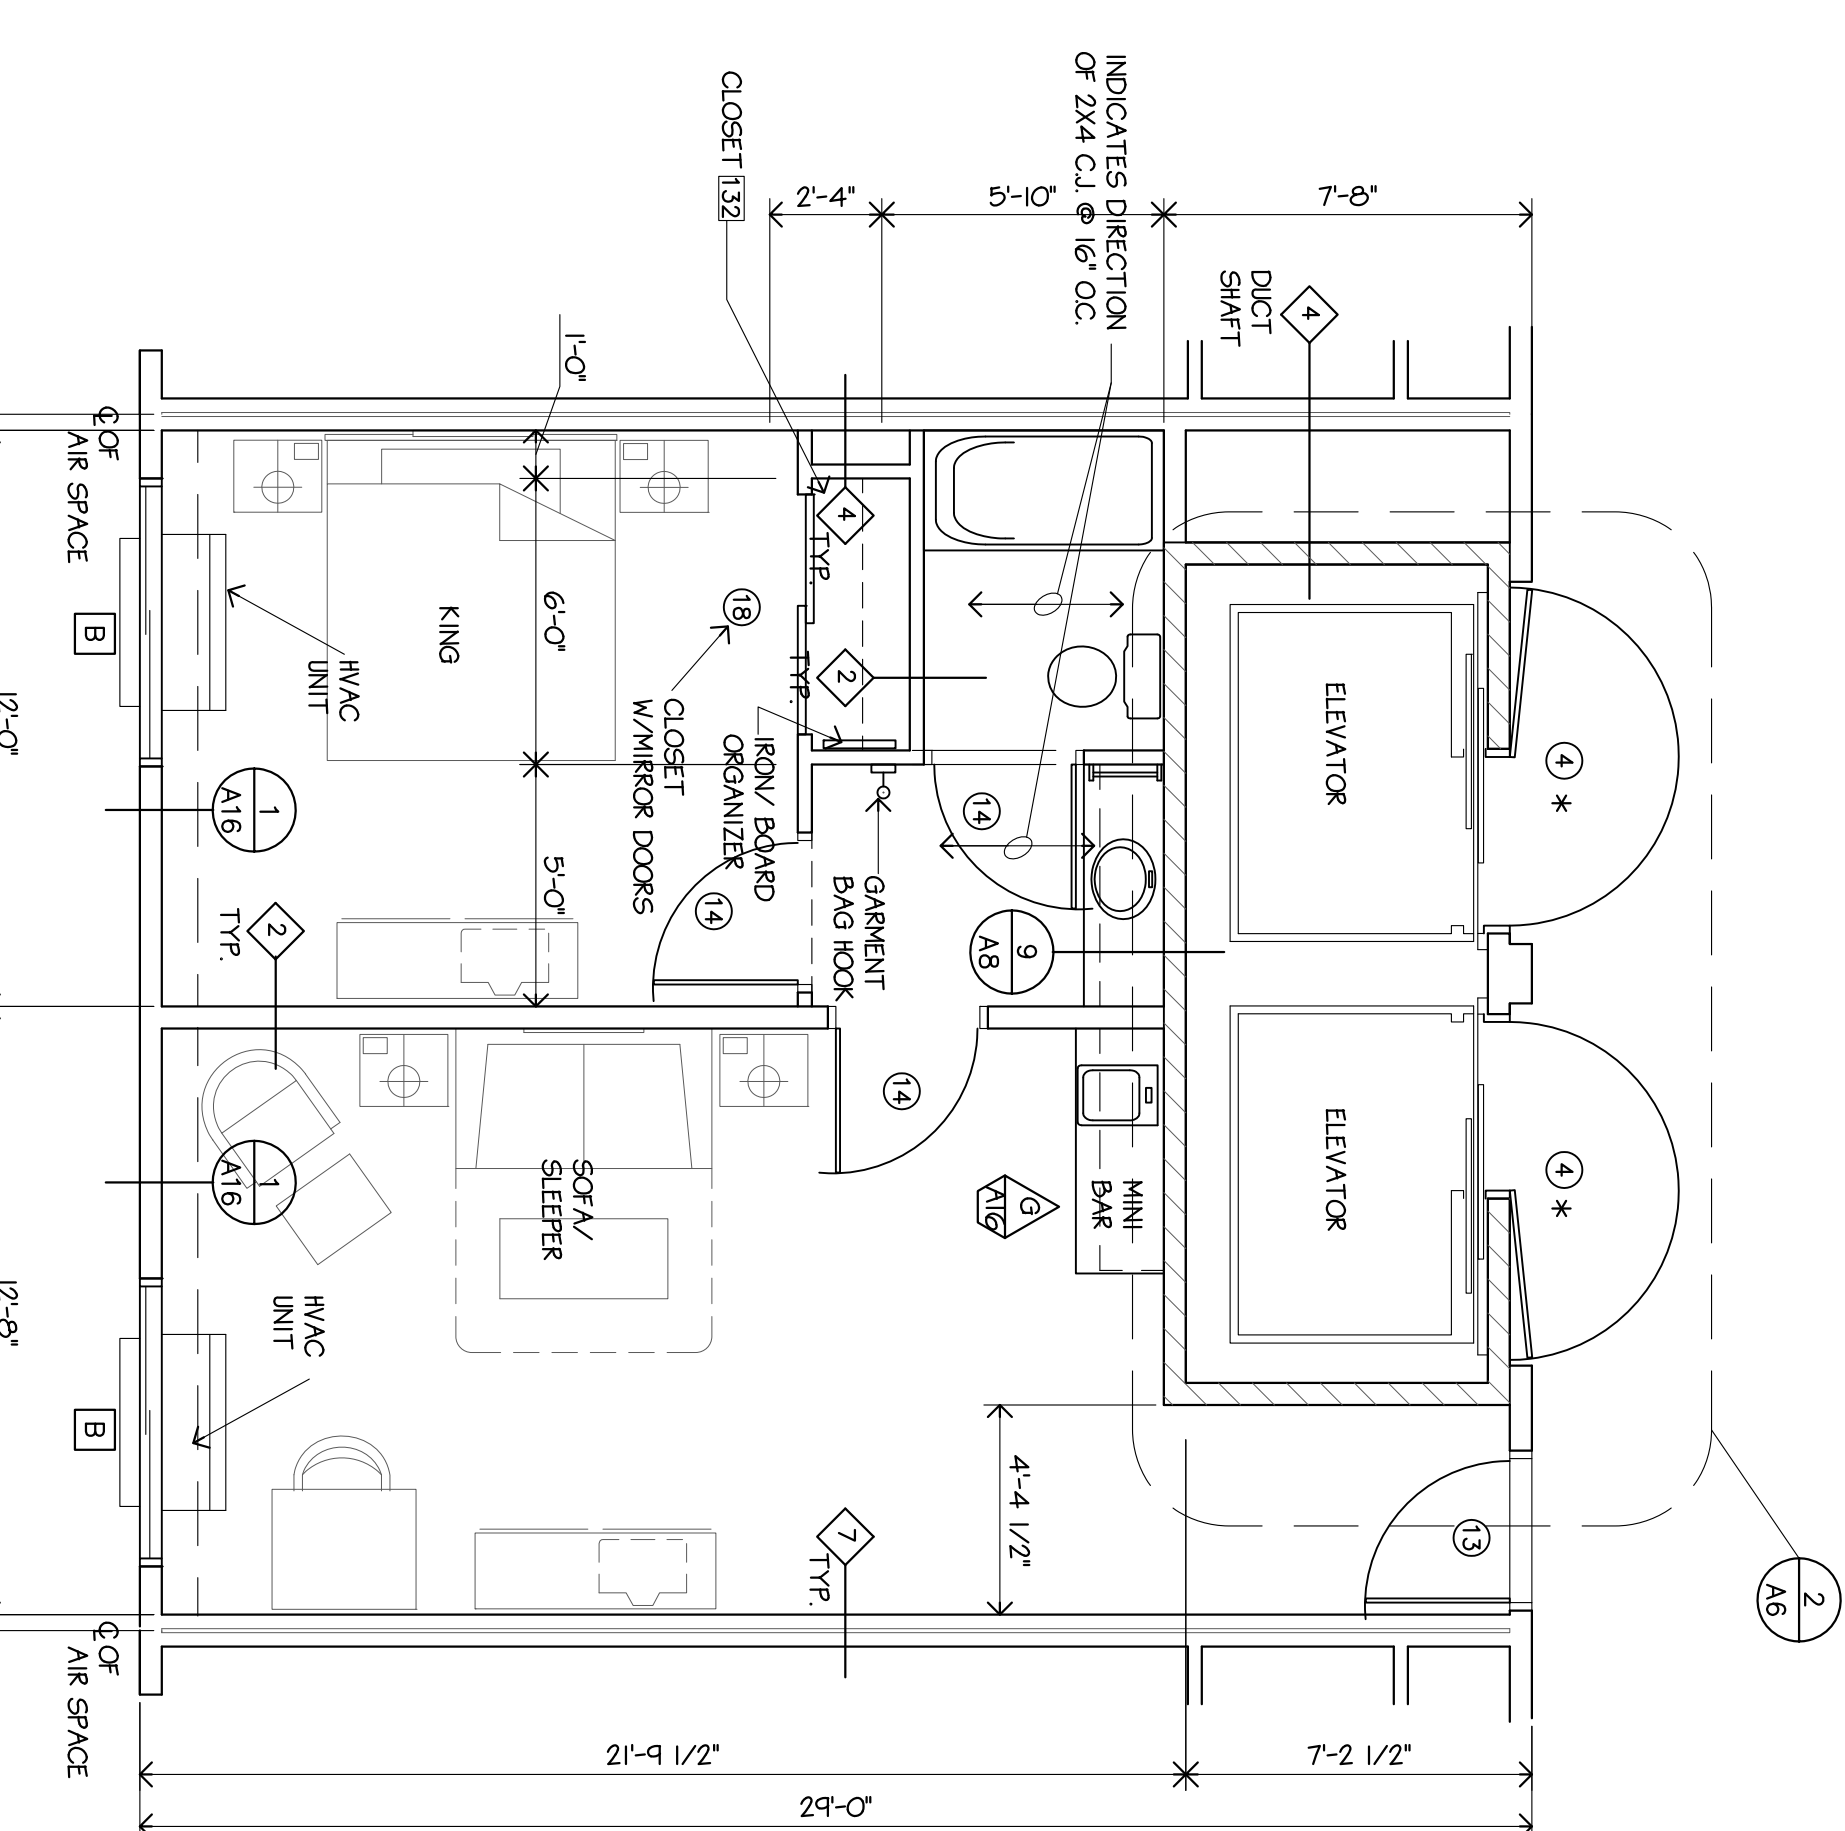 INDICATES DIRECTION
OF 2X4 C.J. @ 16" O.C.
CLOSET 132
2'-4"
5'-10"
7'-8"
DUCT
SHAFT
4
1'-0"
℄ OF
AIR SPACE
B
12'-0"
HVAC
UNIT
KING
6'-0"
5'-0"
18
CLOSET
W/MIRROR DOORS
4
TYP.
2
TYP.
IRON/ BOARD
ORGANIZER
GARMENT
BAG HOOK
14
14
14
9
A8
1
A16
2
TYP.
ELEVATOR
4
*
ELEVATOR
4
*
1
A16
SOFA/
SLEEPER
HVAC
UNIT
B
12'-8"
G
A16
MINI
BAR
4'-4 1/2"
7
TYP.
13
2
A6
℄ OF
AIR SPACE
21'-9 1/2"
7'-2 1/2"
29'-0"